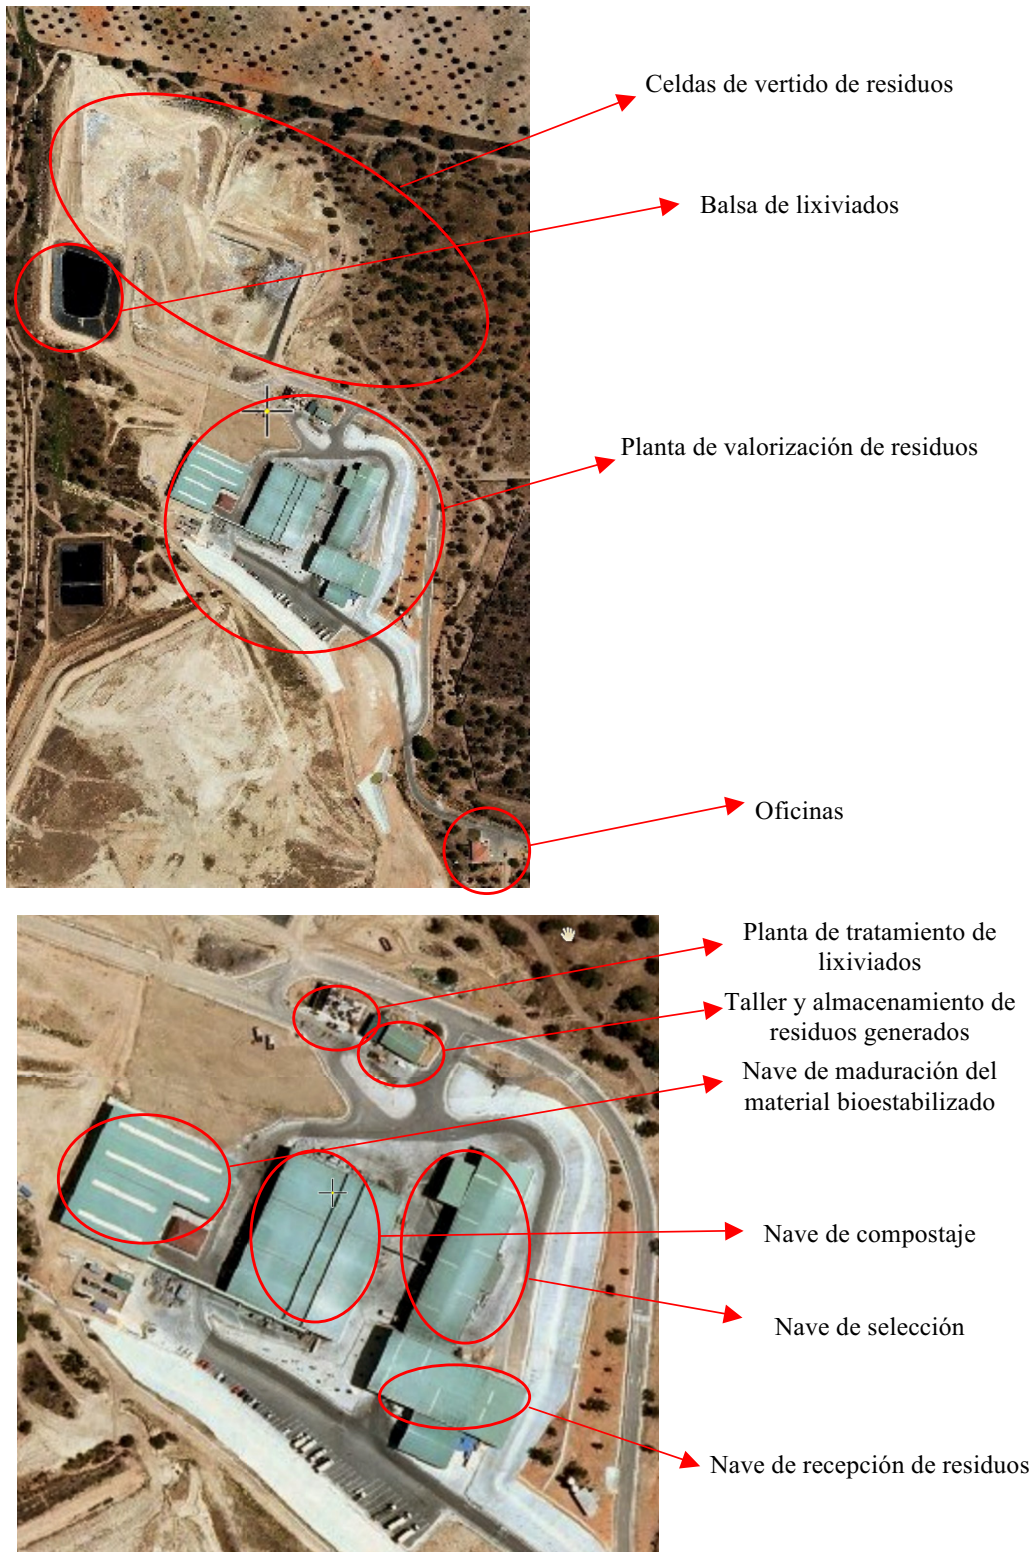 Celdas de vertido de residuos
Balsa de lixiviados
Planta de valorización de residuos
Oficinas
Planta de tratamiento de
lixiviados
Taller y almacenamiento de
residuos generados
Nave de maduración del
material bioestabilizado
Nave de compostaje
Nave de selección
Nave de recepción de residuos